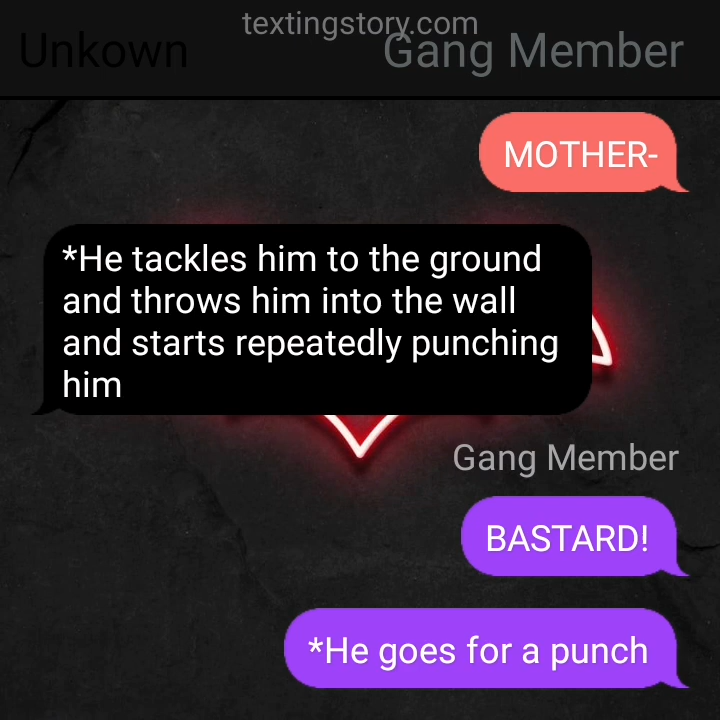 textingstory.com
Unkown
Gang Member
MOTHER-
*He tackles him to the ground
and throws him into the wall
and starts repeatedly punching
him
Gang Member
BASTARD!
*He goes for a punch